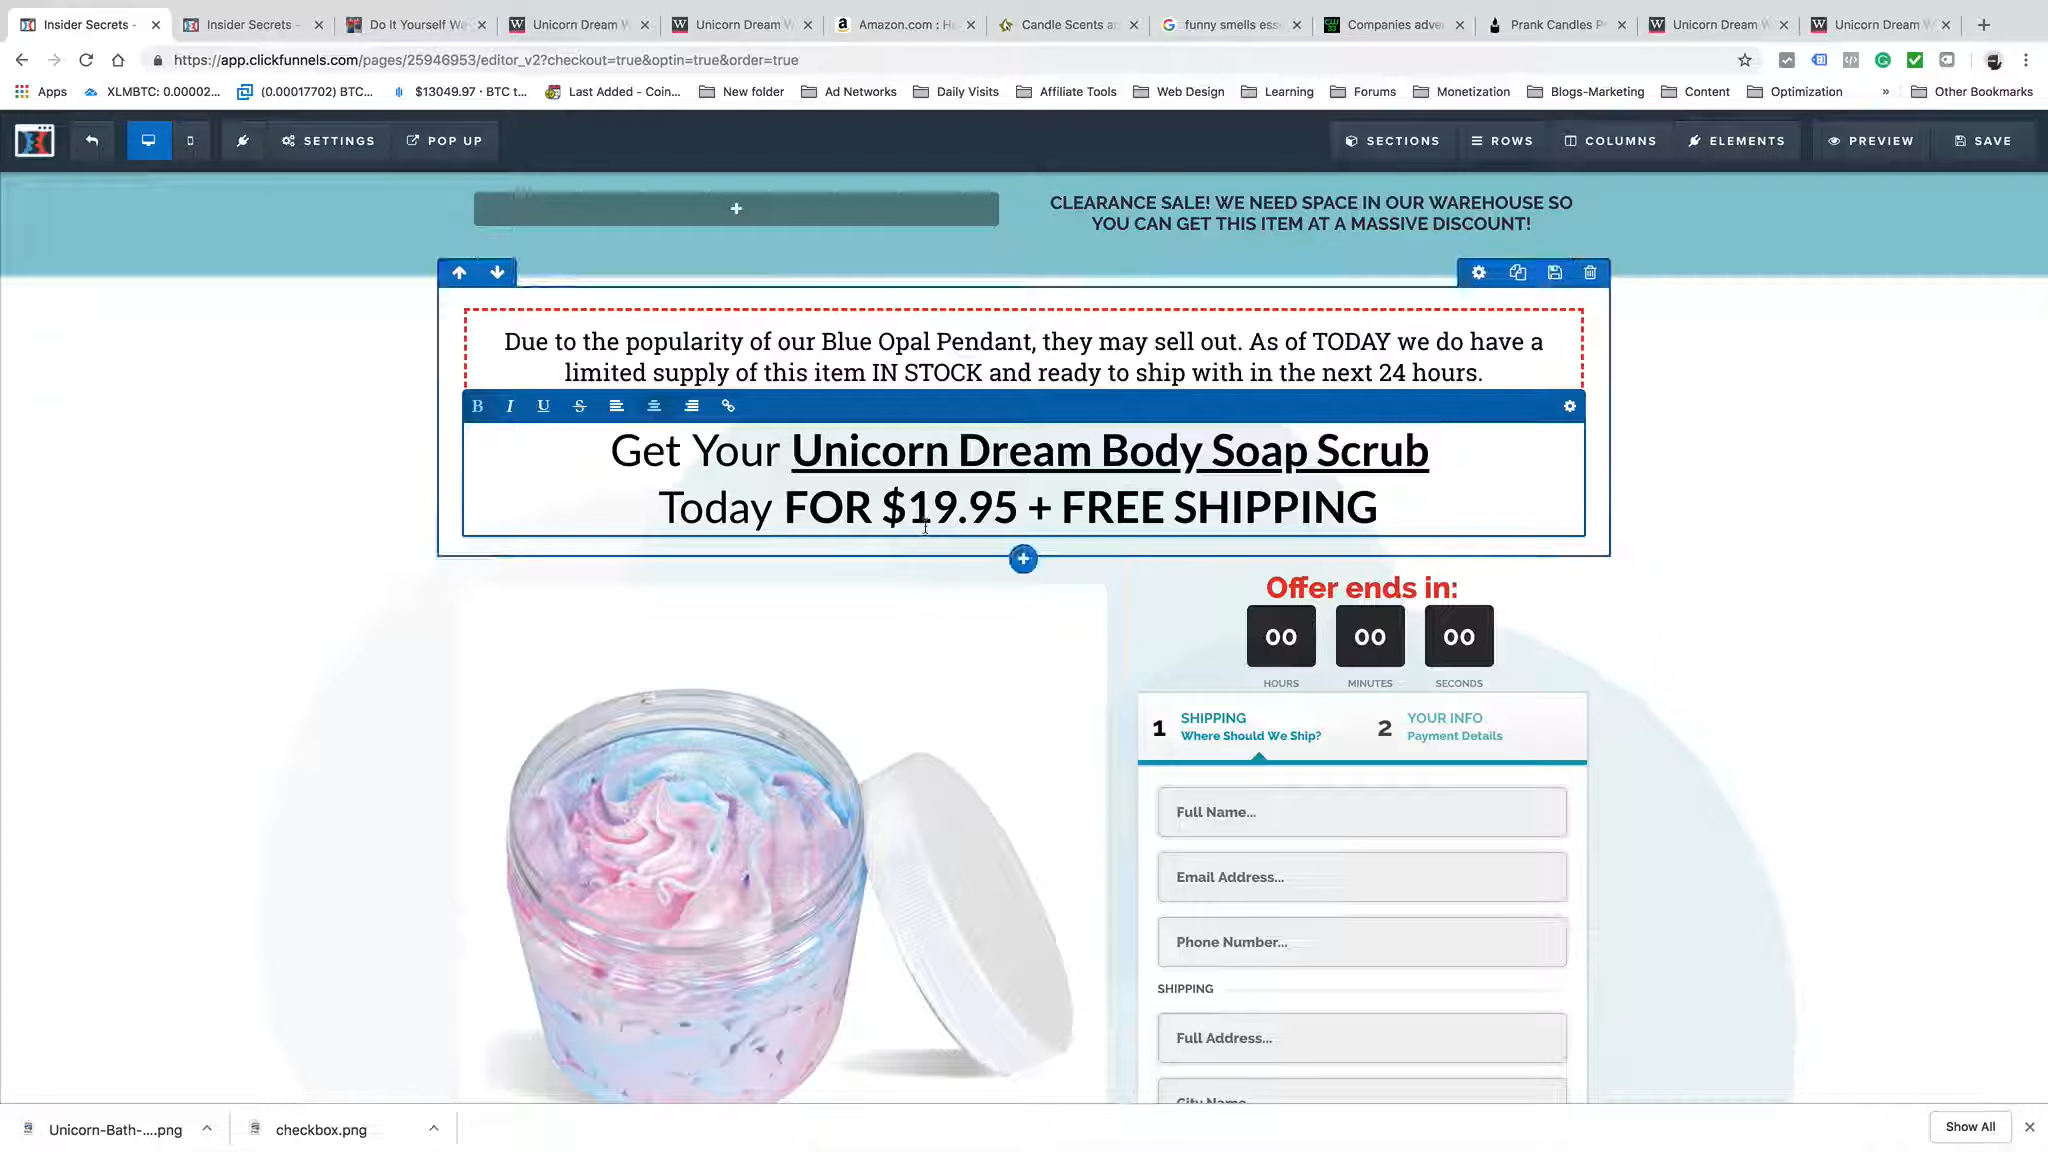 Insider Secrets -
Insider Secrets -
Do It Yourself We
Unicorn Dream W
Unicorn Dream W
Amazon.com : He
Candle Scents a
funny smells ess
Companies adve
Prank Candles P
Unicorn Dream W
Unicorn Dream W
https://app.clickfunnels.com/pages/25946953/editor_v2?checkout=true&optin=true&order=true
Apps
XLMBTC: 0.00002...
(0.00017702) BTC...
$13049.97 · BTC t...
Last Added - Coin...
New folder
Ad Networks
Daily Visits
Affiliate Tools
Web Design
Learning
Forums
Monetization
Blogs-Marketing
Content
Optimization
»
Other Bookmarks
SETTINGS
POP UP
SECTIONS
ROWS
COLUMNS
ELEMENTS
PREVIEW
SAVE
CLEARANCE SALE! WE NEED SPACE IN OUR WAREHOUSE SO
YOU CAN GET THIS ITEM AT A MASSIVE DISCOUNT!
Due to the popularity of our Blue Opal Pendant, they may sell out. As of TODAY we do have a
limited supply of this item IN STOCK and ready to ship with in the next 24 hours.
B I U S
Get Your Unicorn Dream Body Soap Scrub
Today FOR $19.95 + FREE SHIPPING
Offer ends in:
00 00 00
HOURS MINUTES SECONDS
1 SHIPPING
Where Should We Ship?
2 YOUR INFO
Payment Details
Full Name...
Email Address...
Phone Number...
SHIPPING
Full Address...
City Name
Unicorn-Bath-....png
checkbox.png
Show All